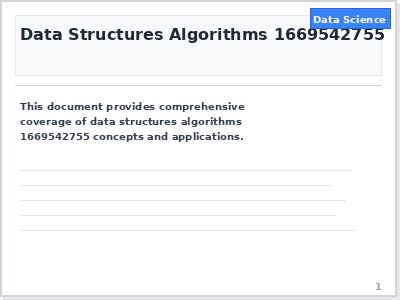 Data Science
Data Structures Algorithms 1669542755
This document provides comprehensive
coverage of data structures algorithms
1669542755 concepts and applications.
1